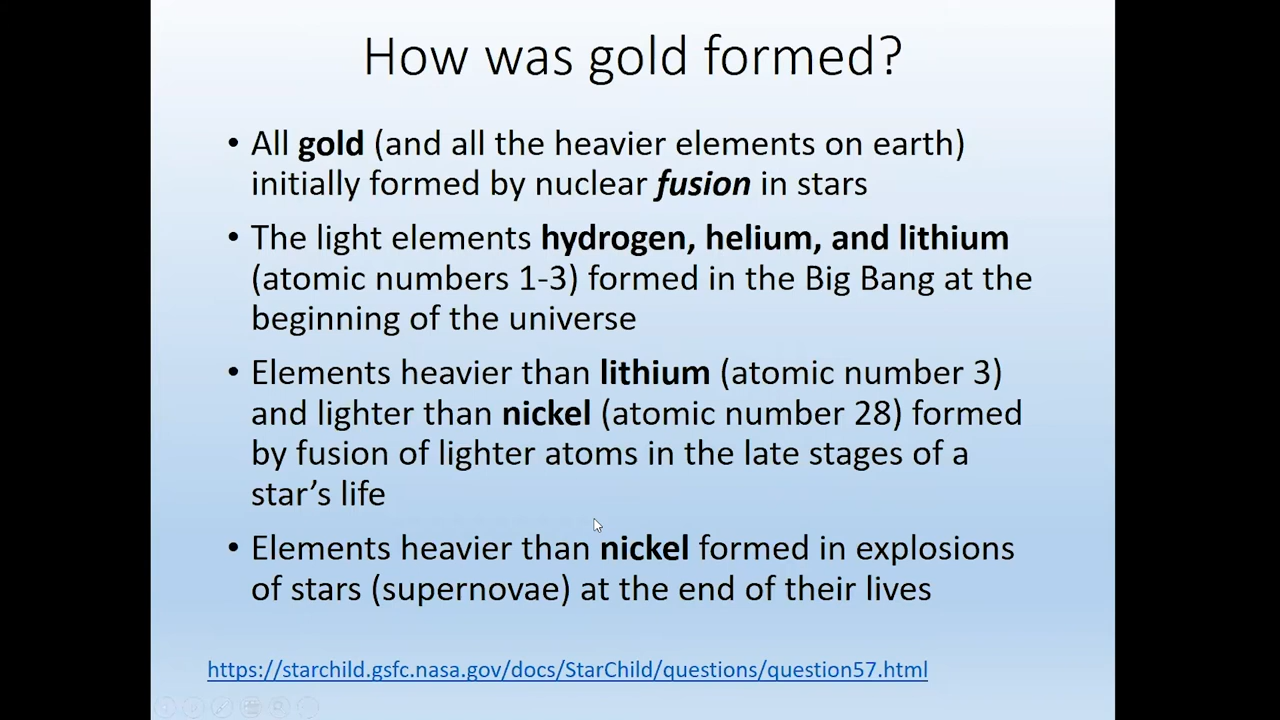 How was gold formed?
• All gold (and all the heavier elements on earth)
initially formed by nuclear fusion in stars
• The light elements hydrogen, helium, and lithium
(atomic numbers 1-3) formed in the Big Bang at the
beginning of the universe
• Elements heavier than lithium (atomic number 3)
and lighter than nickel (atomic number 28) formed
by fusion of lighter atoms in the late stages of a
star’s life
• Elements heavier than nickel formed in explosions
of stars (supernovae) at the end of their lives
https://starchild.gsfc.nasa.gov/docs/StarChild/questions/question57.html